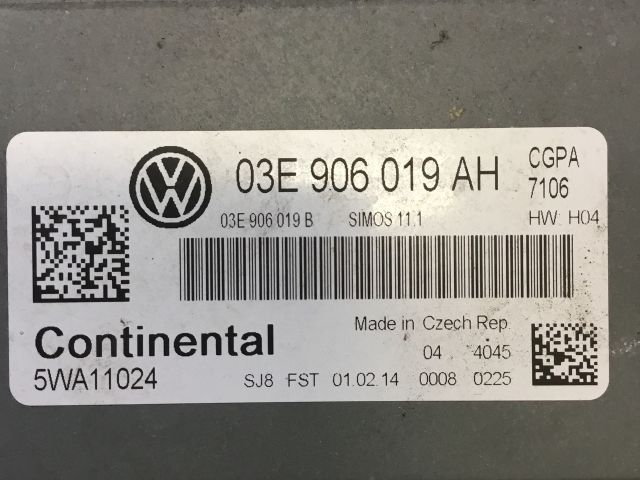 03E 906 019 AH
CGPA
7106
03E 906 019 B SIMOS 11.1
HW: H04
Continental
Made in Czech Rep
04 4045
5WA11024
SJ8 FST 01.02.14 0008 0225